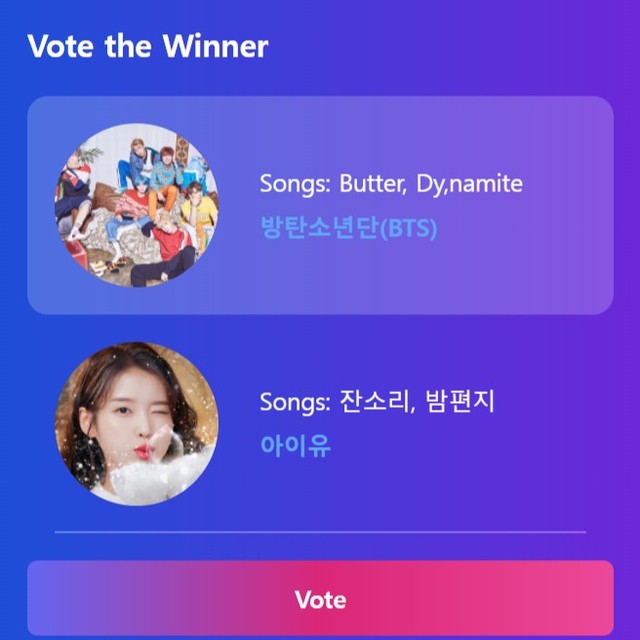 Vote the Winner
Songs: Butter, Dy,namite
방탄소년단(BTS)
Songs: 잔소리, 밤편지
아이유
Vote